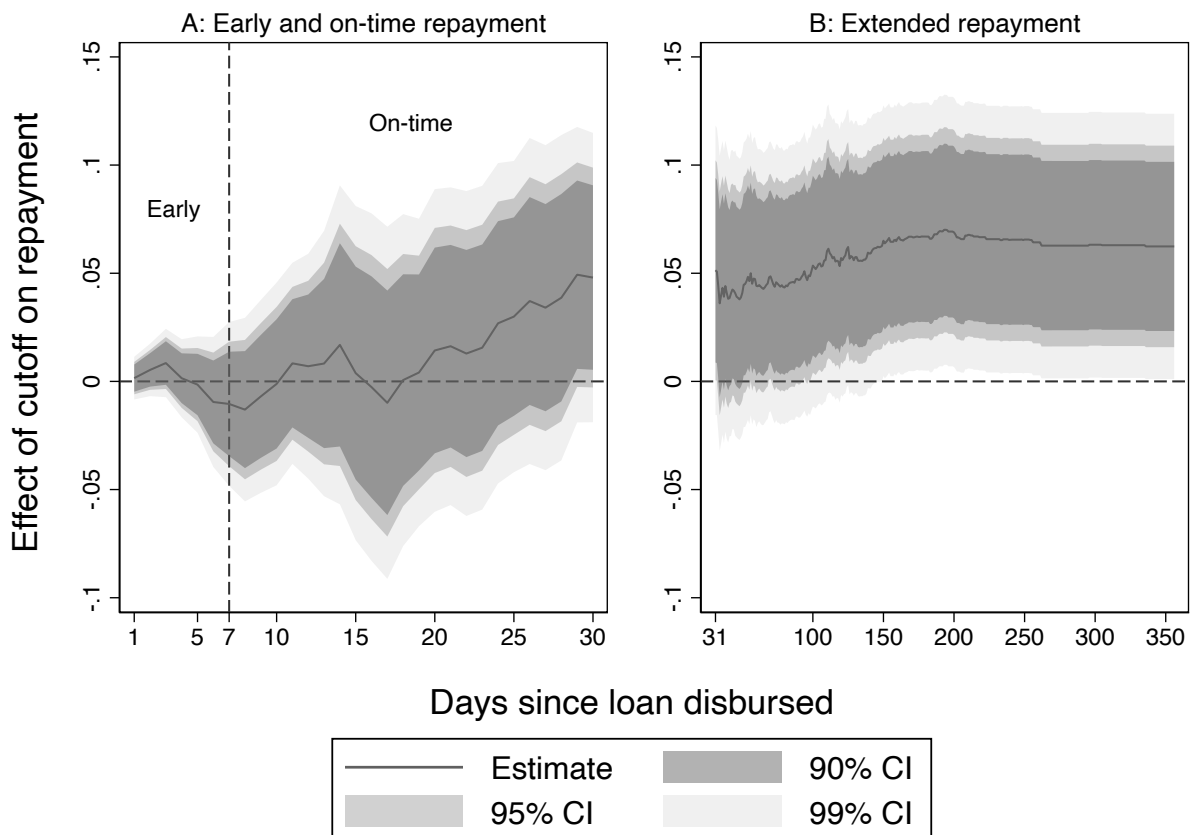 A: Early and on-time repayment
B: Extended repayment
Effect of cutoff on repayment
.15
.1
.05
0
-.05
-.1
Early
On-time
1 5 7 10 15 20 25 30
.15
.1
.05
0
-.05
-.1
31 100 150 200 250 300 350
Days since loan disbursed
Estimate
90% CI
95% CI
99% CI